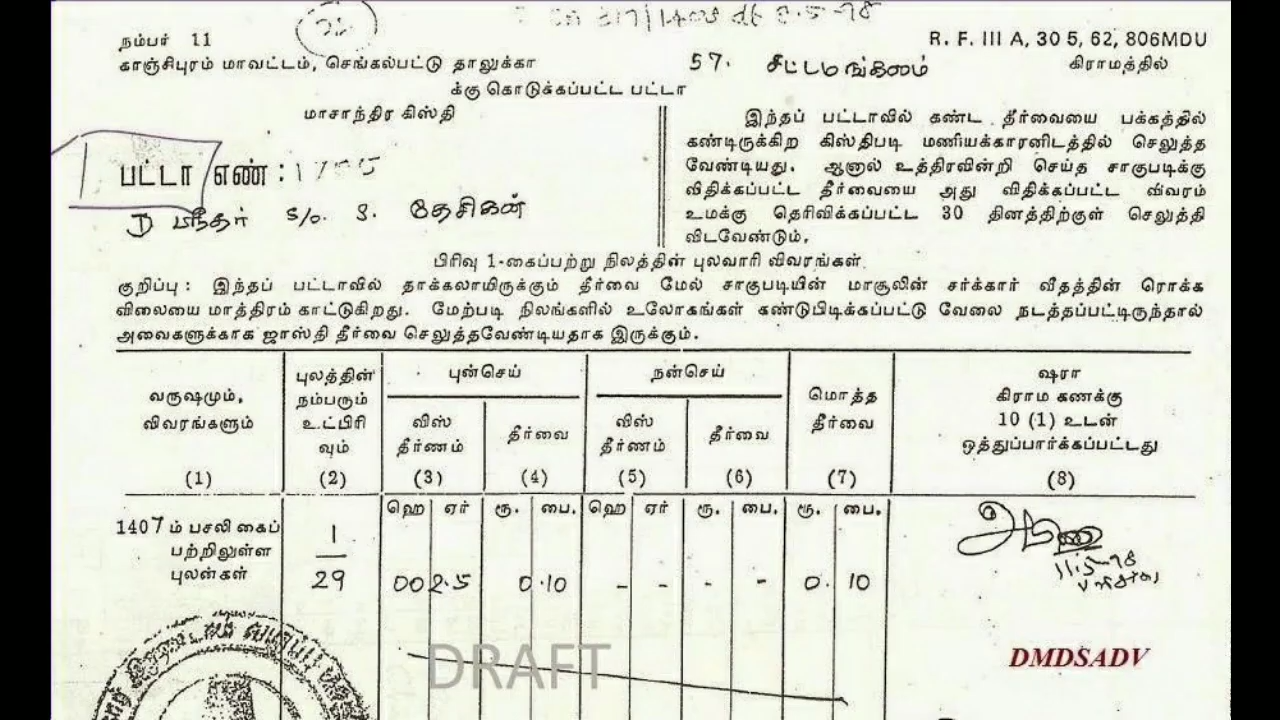 நம்பர் 11
R. F. III A, 30 5, 62, 806MDU
காஞ்சிபுரம் மாவட்டம், செங்கல்பட்டு தாலுக்கா
57. சீட்டமங்கலம் கிராமத்தில்
க்கு கொடுக்கப்பட்ட பட்டா
மாசாந்திர கிஸ்தி
பட்டா எண் :
D ஸ்ரீதர் S/o. S. தேசிகன்
இந்தப் பட்டாவில் கண்ட தீர்வையை பக்கத்தில்
கண்டிருக்கிற கிஸ்திபடி மணியக்காரனிடத்தில் செலுத்த
வேண்டியது. ஆனால் உத்திரவின்றி செய்த சாகுபடிக்கு
விதிக்கப்பட்ட தீர்வையை அது விதிக்கப்பட்ட விவரம்
உமக்கு தெரிவிக்கப்பட்ட 30 தினத்திற்குள் செலுத்தி
விடவேண்டும்.
பிரிவு 1-கைப்பற்று நிலத்தின் புலவாரி விவரங்கள்.
குறிப்பு : இந்தப் பட்டாவில் தாக்கலாயிருக்கும் தீர்வை மேல் சாகுபடியின் மாசூலின் சர்க்கார் வீதத்தின் ரொக்க
விலையை மாத்திரம் காட்டுகிறது. மேற்படி நிலங்களில் உலோகங்கள் கண்டுபிடிக்கப்பட்டு வேலை நடத்தப்பட்டிருந்தால்
அவைகளுக்காக ஜாஸ்தி தீர்வை செலுத்தவேண்டியதாக இருக்கும்.
வருஷமும்,
விவரங்களும்
(1)
புலத்தின்
நம்பரும்
உட்பிரி
வும்
(2)
புன்செய்
விஸ்
தீர்ணம்
(3)
தீர்வை
(4)
நன்செய்
விஸ்
தீர்ணம்
(5)
தீர்வை
(6)
மொத்த
தீர்வை
(7)
ஷரா
கிராம கணக்கு
10 (1) உடன்
ஒத்துப்பார்க்கப்பட்டது
(8)
ஹெ ஏர் ரூ. பை. ஹெ ஏர் ரூ. பை. ரூ. பை.
1407 ம் பசலி கைப்
பற்றிலுள்ள
புலன்கள்
1
29
00 2.5 0.10 - - - - 0. 10
11.5-98
DRAFT
DMDSADV